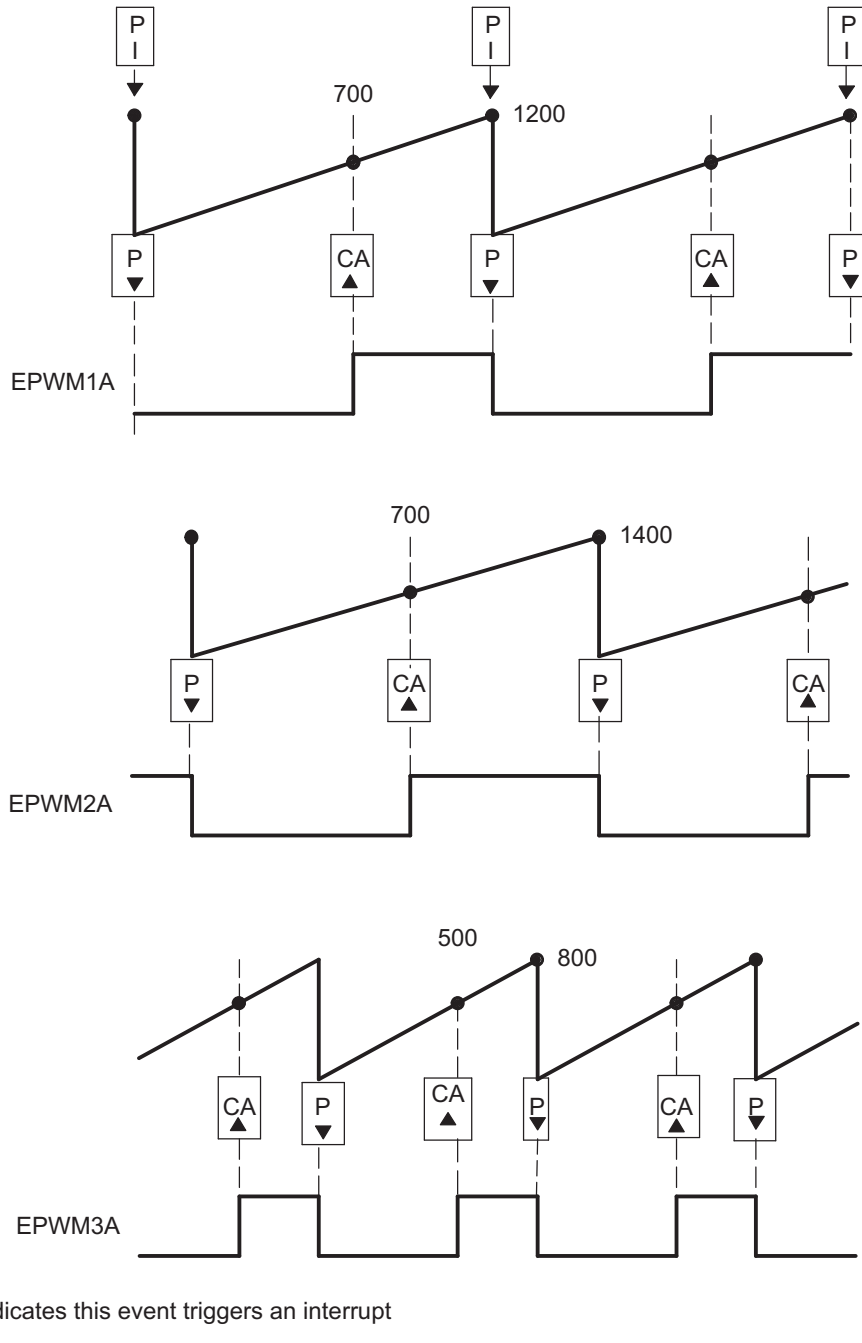 P P P
I I I
700
1200
P CA P CA P
EPWM1A
700
1400
P CA P CA
EPWM2A
500
800
CA P CA P CA P
EPWM3A
dicates this event triggers an interrupt